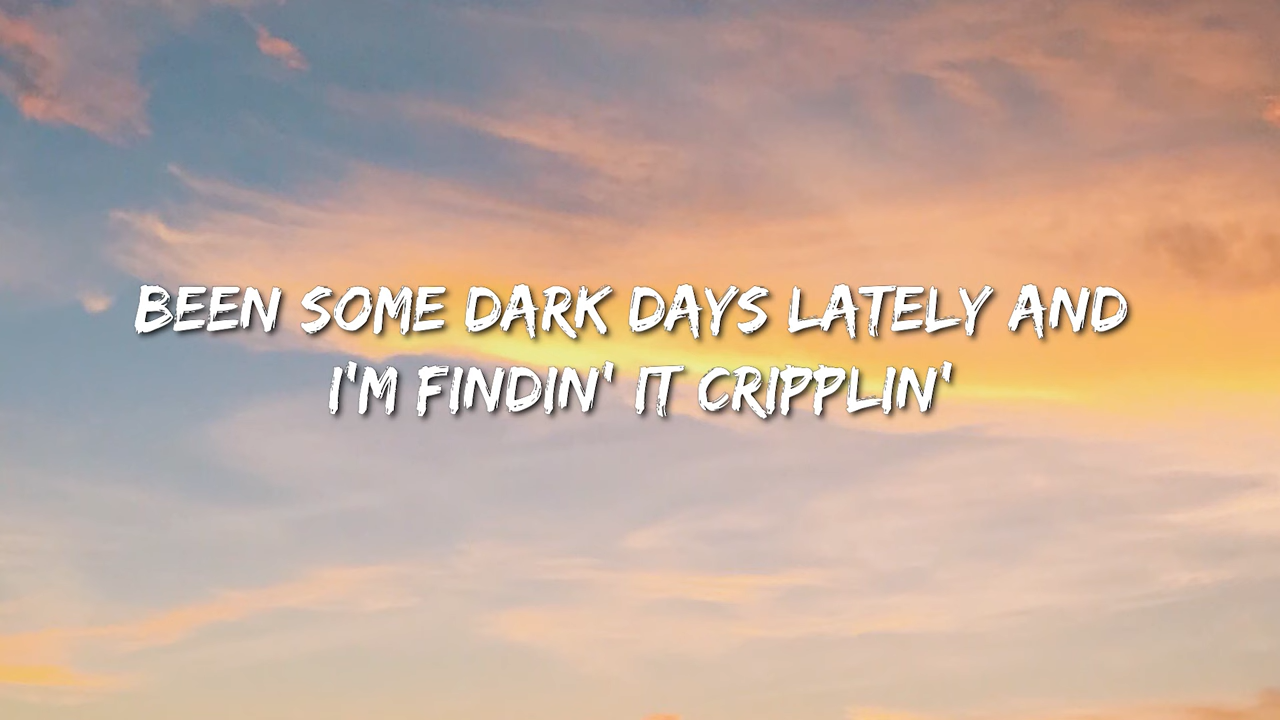 BEEN SOME DARK DAYS LATELY AND
I'M FINDIN' IT CRIPPLIN'